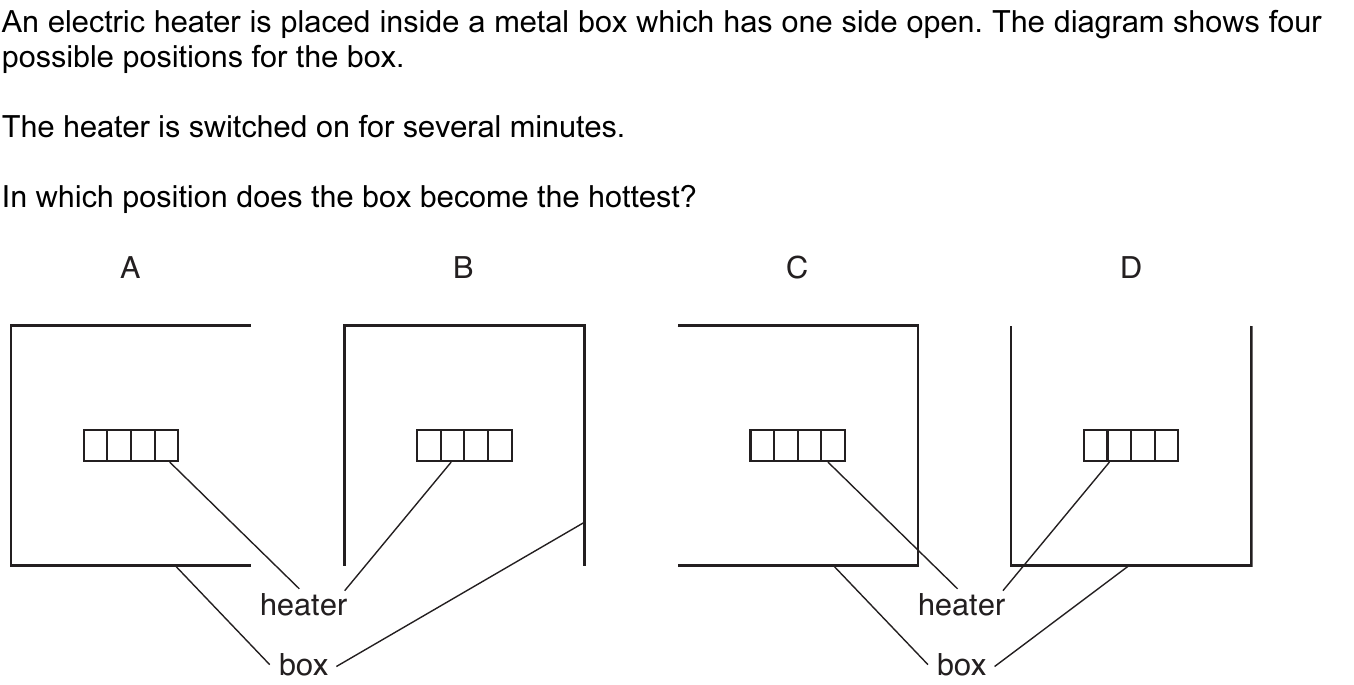 An electric heater is placed inside a metal box which has one side open. The diagram shows four
possible positions for the box.
The heater is switched on for several minutes.
In which position does the box become the hottest?
A B C D
heater heater
box box